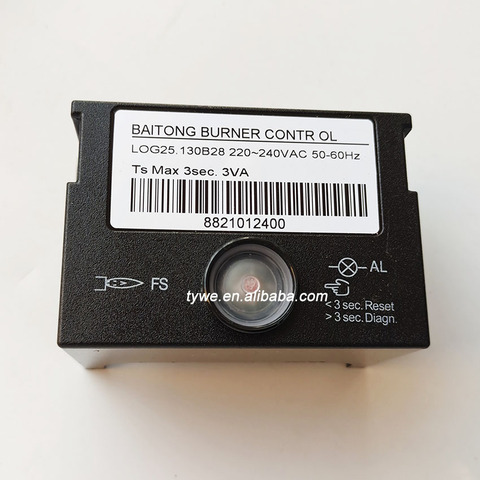 BAITONG BURNER CONTR OL
LOG25.130B28 220~240VAC 50-60Hz
Ts Max 3sec. 3VA
8821012400
FS
AL
tywe.en.alibaba.com
< 3 sec. Reset
> 3 sec. Diagn.